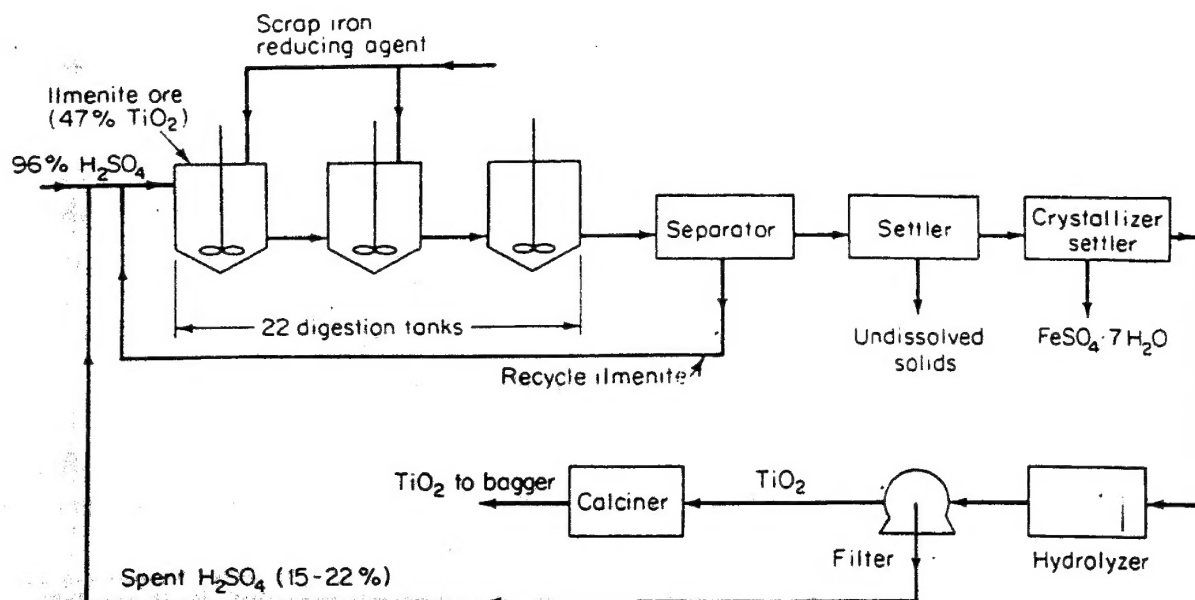 Scrap iron
reducing agent
Ilmenite ore
(47% TiO₂)
96% H₂SO₄
Separator
Settler
Crystallizer
settler
22 digestion tanks
Undissolved
solids
FeSO₄·7H₂O
Recycle ilmenite
TiO₂ to bagger
Calciner
TiO₂
Filter
Hydrolyzer
Spent H₂SO₄ (15-22%)